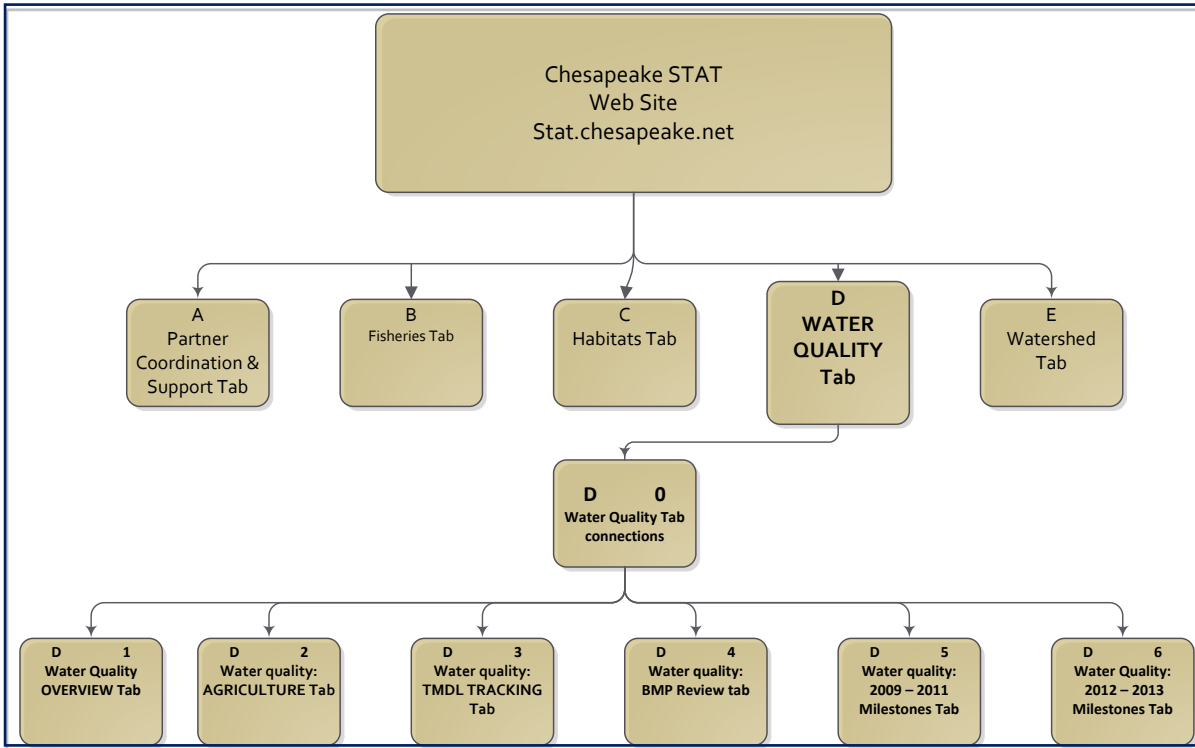 Chesapeake STAT
Web Site
Stat.chesapeake.net
A
Partner
Coordination &
Support Tab
B
Fisheries Tab
C
Habitats Tab
D
WATER
QUALITY
Tab
E
Watershed
Tab
D 0
Water Quality Tab
connections
D 1
Water Quality
OVERVIEW Tab
D 2
Water quality:
AGRICULTURE Tab
D 3
Water quality:
TMDL TRACKING
Tab
D 4
Water quality:
BMP Review tab
D 5
Water quality:
2009 – 2011
Milestones Tab
D 6
Water Quality:
2012 – 2013
Milestones Tab